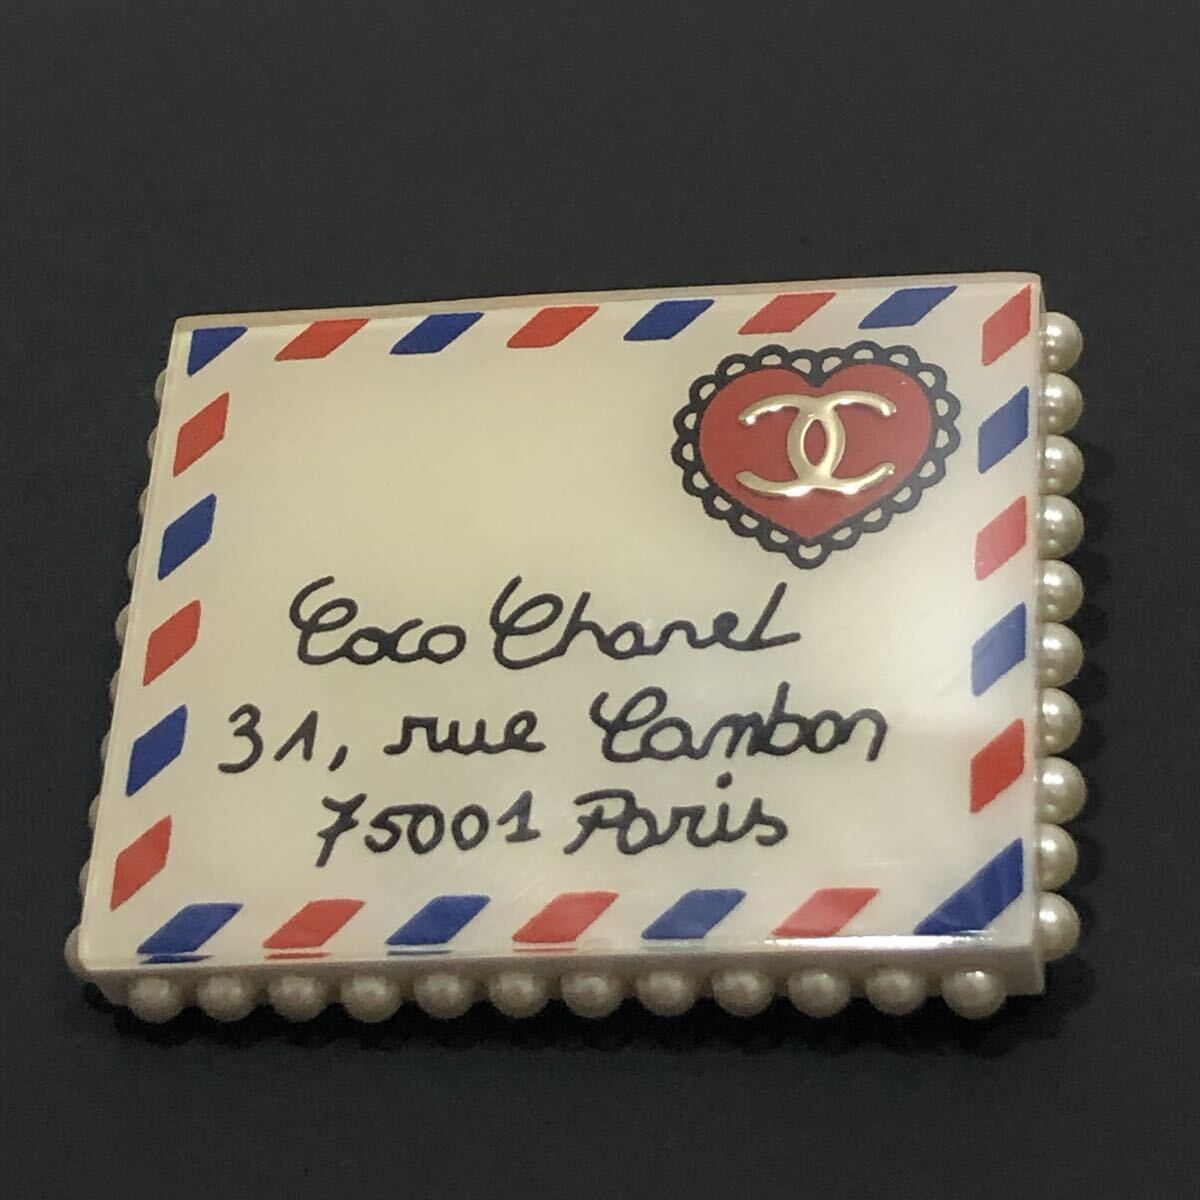 Coco Chanel
31, rue Cambon
75001 Paris